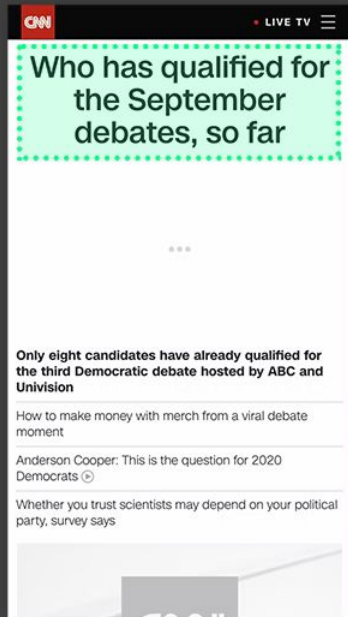 CNN
LIVE TV
Who has qualified for
the September
debates, so far
Only eight candidates have already qualified for
the third Democratic debate hosted by ABC and
Univision
How to make money with merch from a viral debate
moment
Anderson Cooper: This is the question for 2020
Democrats
Whether you trust scientists may depend on your political
party, survey says